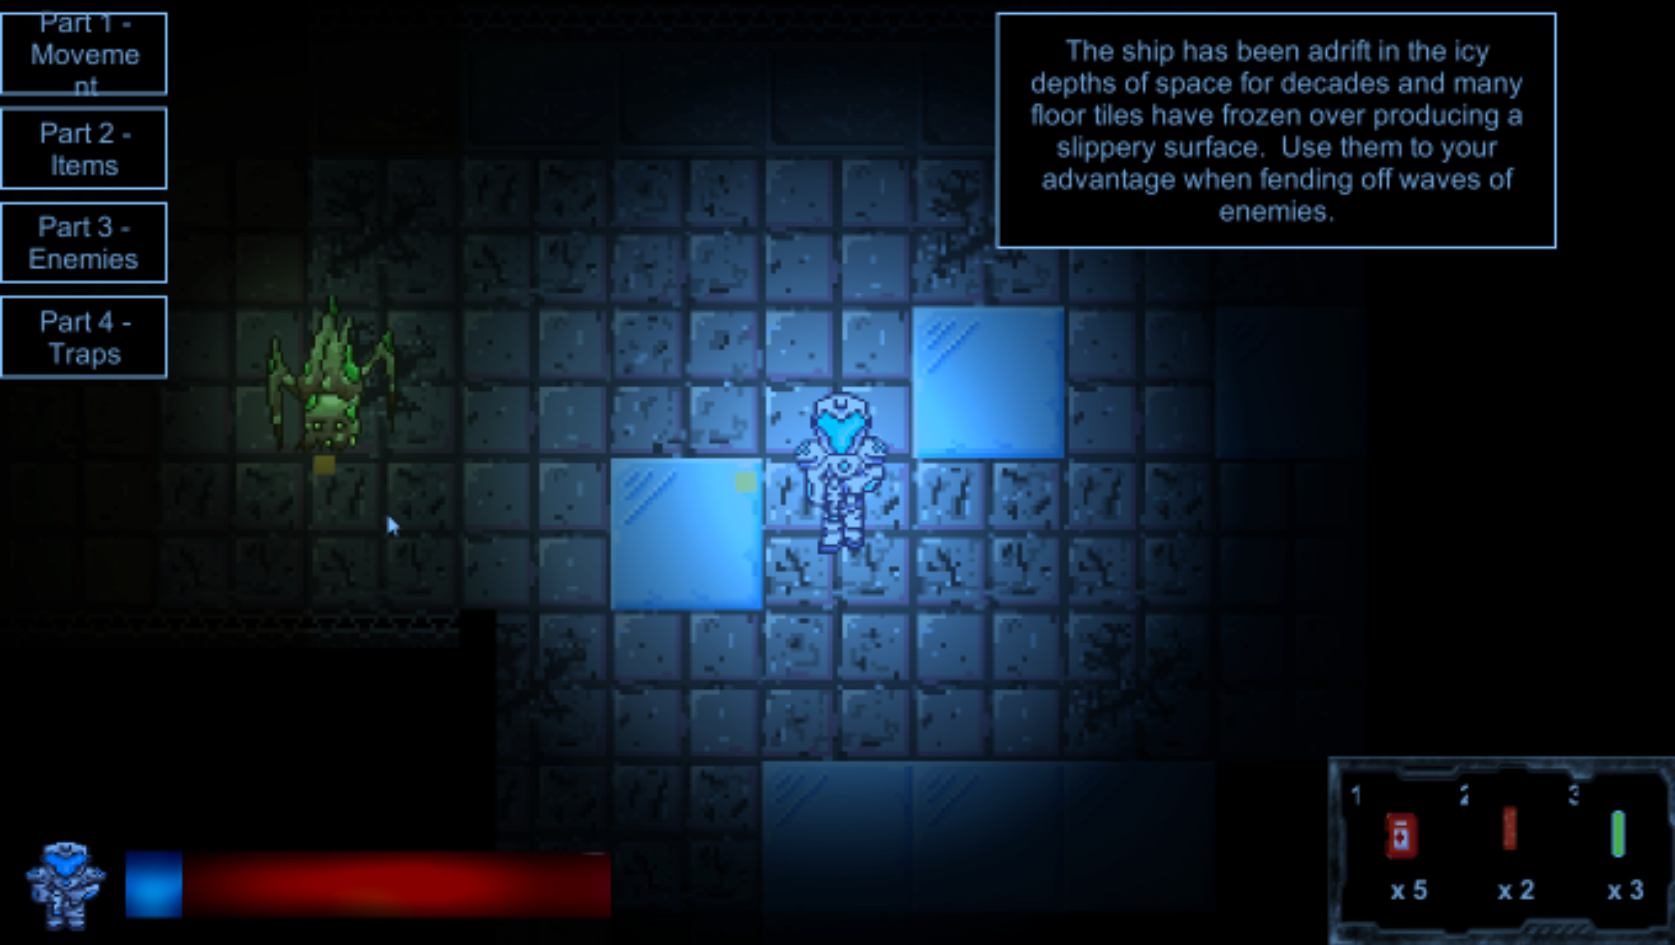 Part 1 -
Moveme
nt
Part 2 -
Items
Part 3 -
Enemies
Part 4 -
Traps
The ship has been adrift in the icy
depths of space for decades and many
floor tiles have frozen over producing a
slippery surface.  Use them to your
advantage when fending off waves of
enemies.
1 2 3
x 5 x 2 x 3